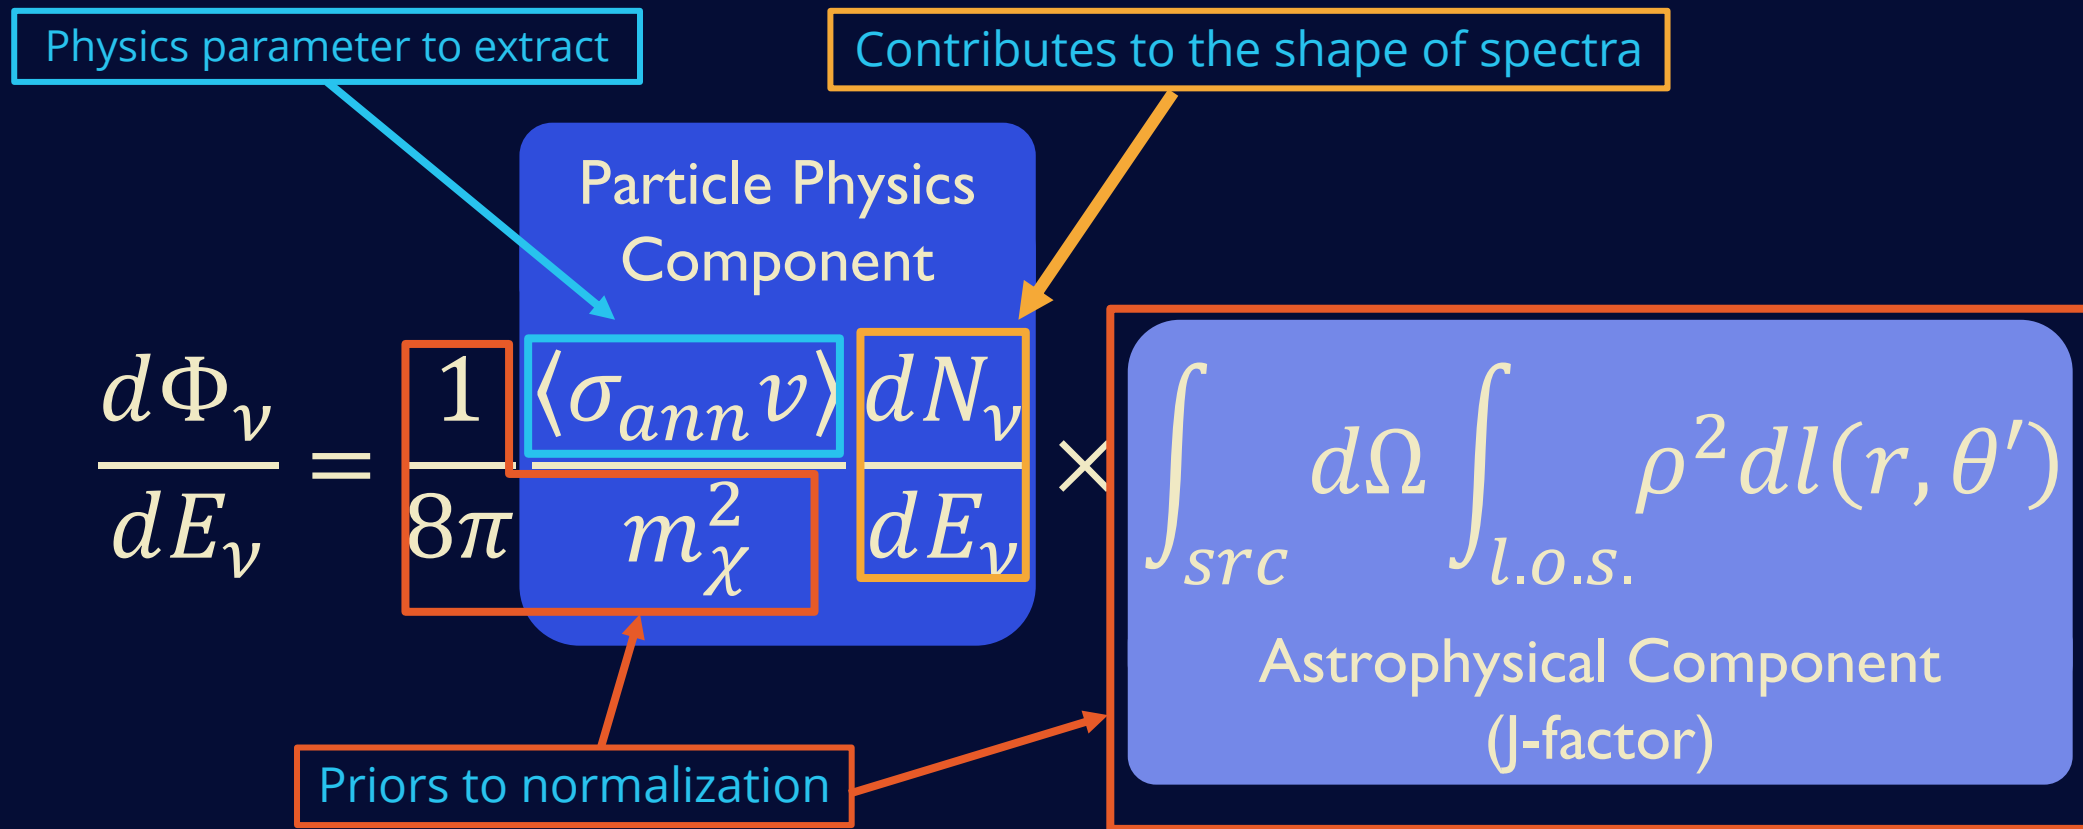 Physics parameter to extract
Contributes to the shape of spectra
Particle Physics
Component
dΦ_ν/dE_ν = 1/8π ⟨σ_ann v⟩/m_χ^2 dN_ν/dE_ν × ∫_src dΩ ∫_l.o.s. ρ^2 dl(r, θ′)
Astrophysical Component
(J-factor)
Priors to normalization